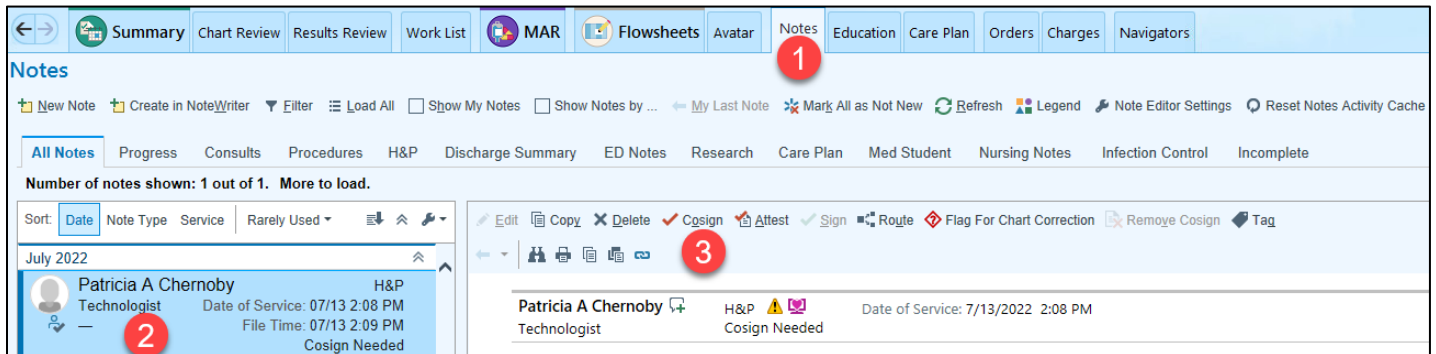 Summary Chart Review Results Review Work List MAR Flowsheets Avatar Notes Education Care Plan Orders Charges Navigators
1
Notes
New Note Create in NoteWriter Filter Load All Show My Notes Show Notes by ... My Last Note Mark All as Not New Refresh Legend Note Editor Settings Reset Notes Activity Cache
All Notes Progress Consults Procedures H&P Discharge Summary ED Notes Research Care Plan Med Student Nursing Notes Infection Control Incomplete
Number of notes shown: 1 out of 1. More to load.
Sort: Date Note Type Service Rarely Used
Edit Copy Delete Cosign Attest Sign Route Flag For Chart Correction Remove Cosign Tag
3
July 2022
Patricia A Chernoby H&P
Technologist Date of Service: 07/13 2:08 PM
— File Time: 07/13 2:09 PM
2
Cosign Needed
Patricia A Chernoby H&P Date of Service: 7/13/2022 2:08 PM
Technologist Cosign Needed